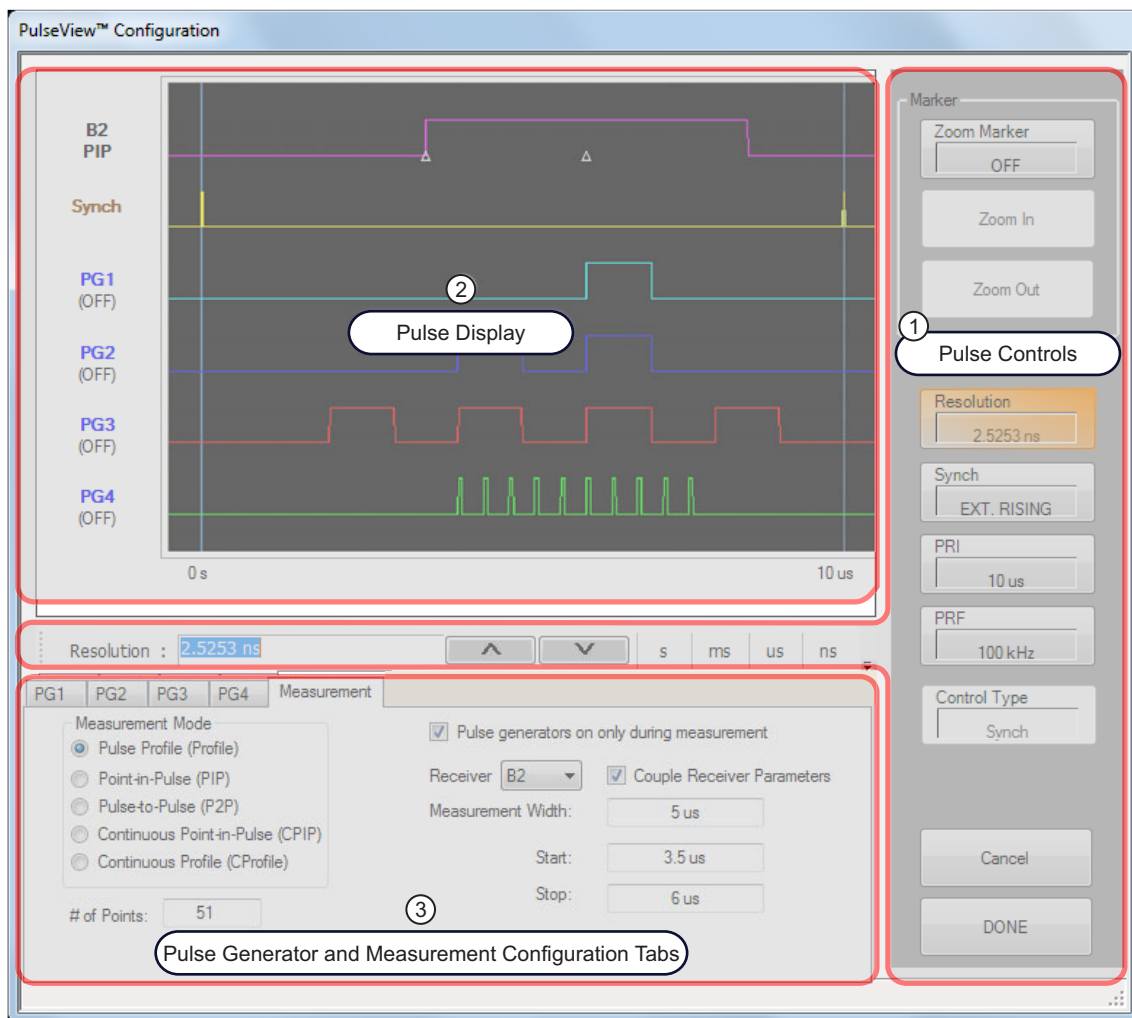 PulseView™ Configuration
B2
PIP
Synch
PG1
(OFF)
PG2
(OFF)
PG3
(OFF)
PG4
(OFF)
2
Pulse Display
0 s
10 us
Marker
Zoom Marker
OFF
Zoom In
Zoom Out
1
Pulse Controls
Resolution
2.5253 ns
Synch
EXT. RISING
PRI
10 us
PRF
100 kHz
Control Type
Synch
Cancel
DONE
Resolution : 2.5253 ns s ms us ns
PG1 PG2 PG3 PG4 Measurement
Measurement Mode
Pulse Profile (Profile)
Point-in-Pulse (PIP)
Pulse-to-Pulse (P2P)
Continuous Point-in-Pulse (CPIP)
Continuous Profile (CProfile)
# of Points: 51
Pulse generators on only during measurement
Receiver B2 Couple Receiver Parameters
Measurement Width: 5 us
Start: 3.5 us
Stop: 6 us
3
Pulse Generator and Measurement Configuration Tabs